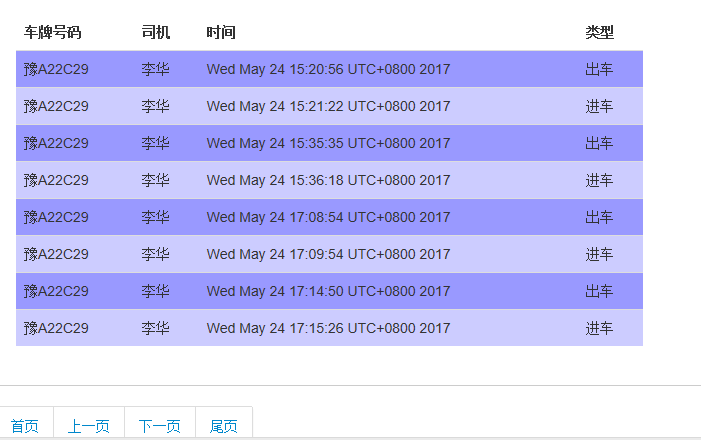 车牌号码 司机 时间 类型
豫A22C29 李华 Wed May 24 15:20:56 UTC+0800 2017 出车
豫A22C29 李华 Wed May 24 15:21:22 UTC+0800 2017 进车
豫A22C29 李华 Wed May 24 15:35:35 UTC+0800 2017 出车
豫A22C29 李华 Wed May 24 15:36:18 UTC+0800 2017 进车
豫A22C29 李华 Wed May 24 17:08:54 UTC+0800 2017 出车
豫A22C29 李华 Wed May 24 17:09:54 UTC+0800 2017 进车
豫A22C29 李华 Wed May 24 17:14:50 UTC+0800 2017 出车
豫A22C29 李华 Wed May 24 17:15:26 UTC+0800 2017 进车
首页 上一页 下一页 尾页